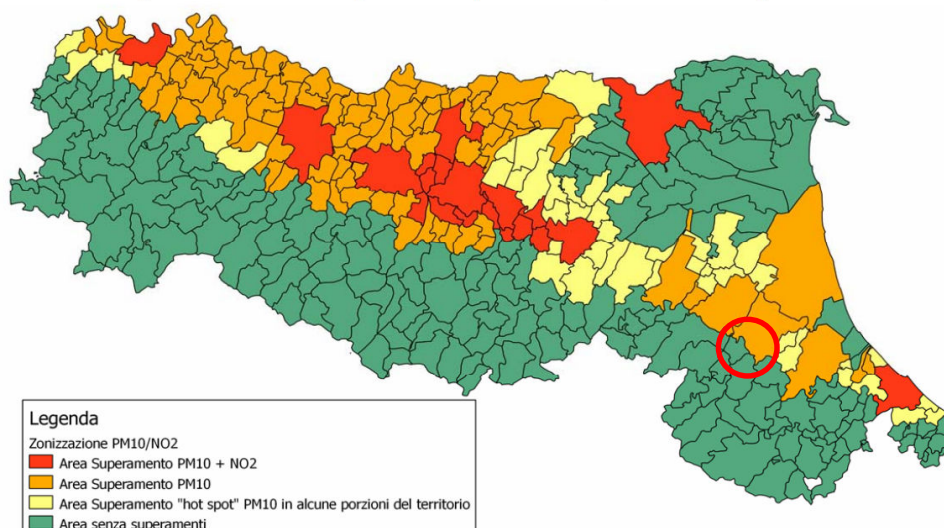 Legenda
Zonizzazione PM10/NO2
Area Superamento PM10 + NO2
Area Superamento PM10
Area Superamento "hot spot" PM10 in alcune porzioni del territorio
Area senza superamenti